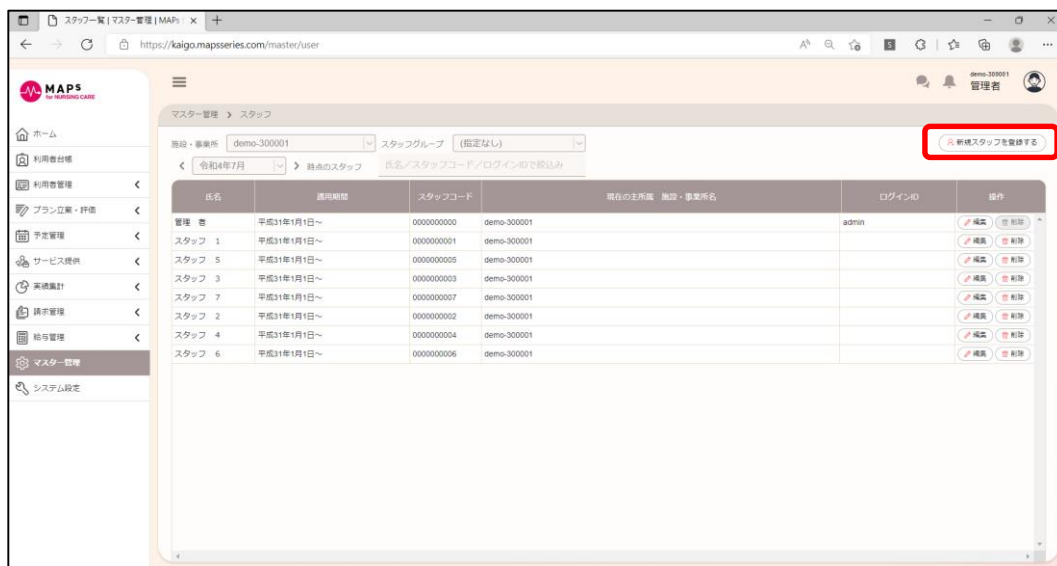 スタッフ一覧 | マスター管理 | MAPs
https://kaigo.mapsseries.com/master/user
MAPS
for NURSING CARE
demo-300001
管理者
マスター管理 > スタッフ
ホーム
利用者台帳
利用者管理
プラン立案・評価
予定管理
サービス提供
実績集計
請求管理
給与管理
マスター管理
システム設定
施設・事業所 demo-300001 スタッフグループ (指定なし) 新規スタッフを登録する
令和4年7月 時点のスタッフ 氏名/スタッフコード/ログインIDで絞込み
氏名 適用期間 スタッフコード 現在の主所属 施設・事業所名 ログインID 操作
管理 者 平成31年1月1日～ 0000000000 demo-300001 admin 編集 削除
スタッフ 1 平成31年1月1日～ 0000000001 demo-300001 編集 削除
スタッフ 5 平成31年1月1日～ 0000000005 demo-300001 編集 削除
スタッフ 3 平成31年1月1日～ 0000000003 demo-300001 編集 削除
スタッフ 7 平成31年1月1日～ 0000000007 demo-300001 編集 削除
スタッフ 2 平成31年1月1日～ 0000000002 demo-300001 編集 削除
スタッフ 4 平成31年1月1日～ 0000000004 demo-300001 編集 削除
スタッフ 6 平成31年1月1日～ 0000000006 demo-300001 編集 削除